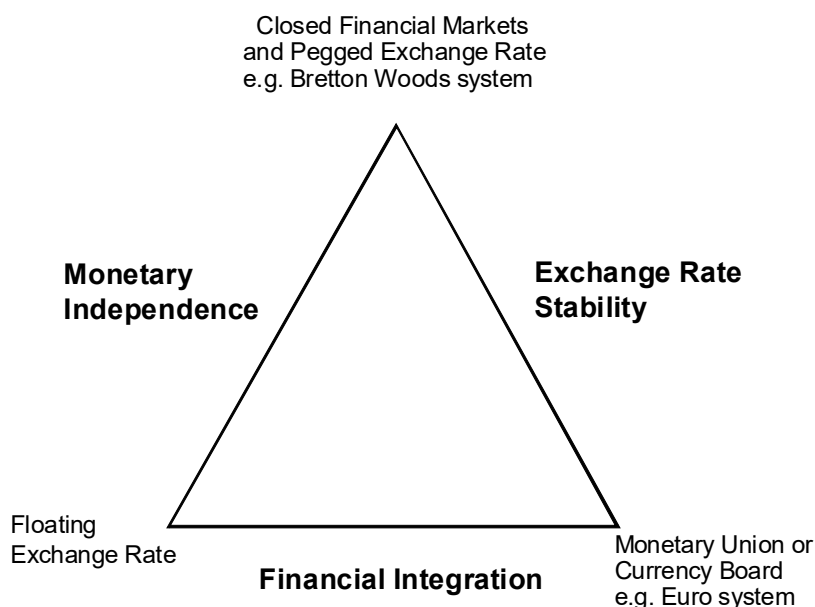 Closed Financial Markets
and Pegged Exchange Rate
e.g. Bretton Woods system
Monetary
Independence
Exchange Rate
Stability
Floating
Exchange Rate
Financial Integration
Monetary Union or
Currency Board
e.g. Euro system